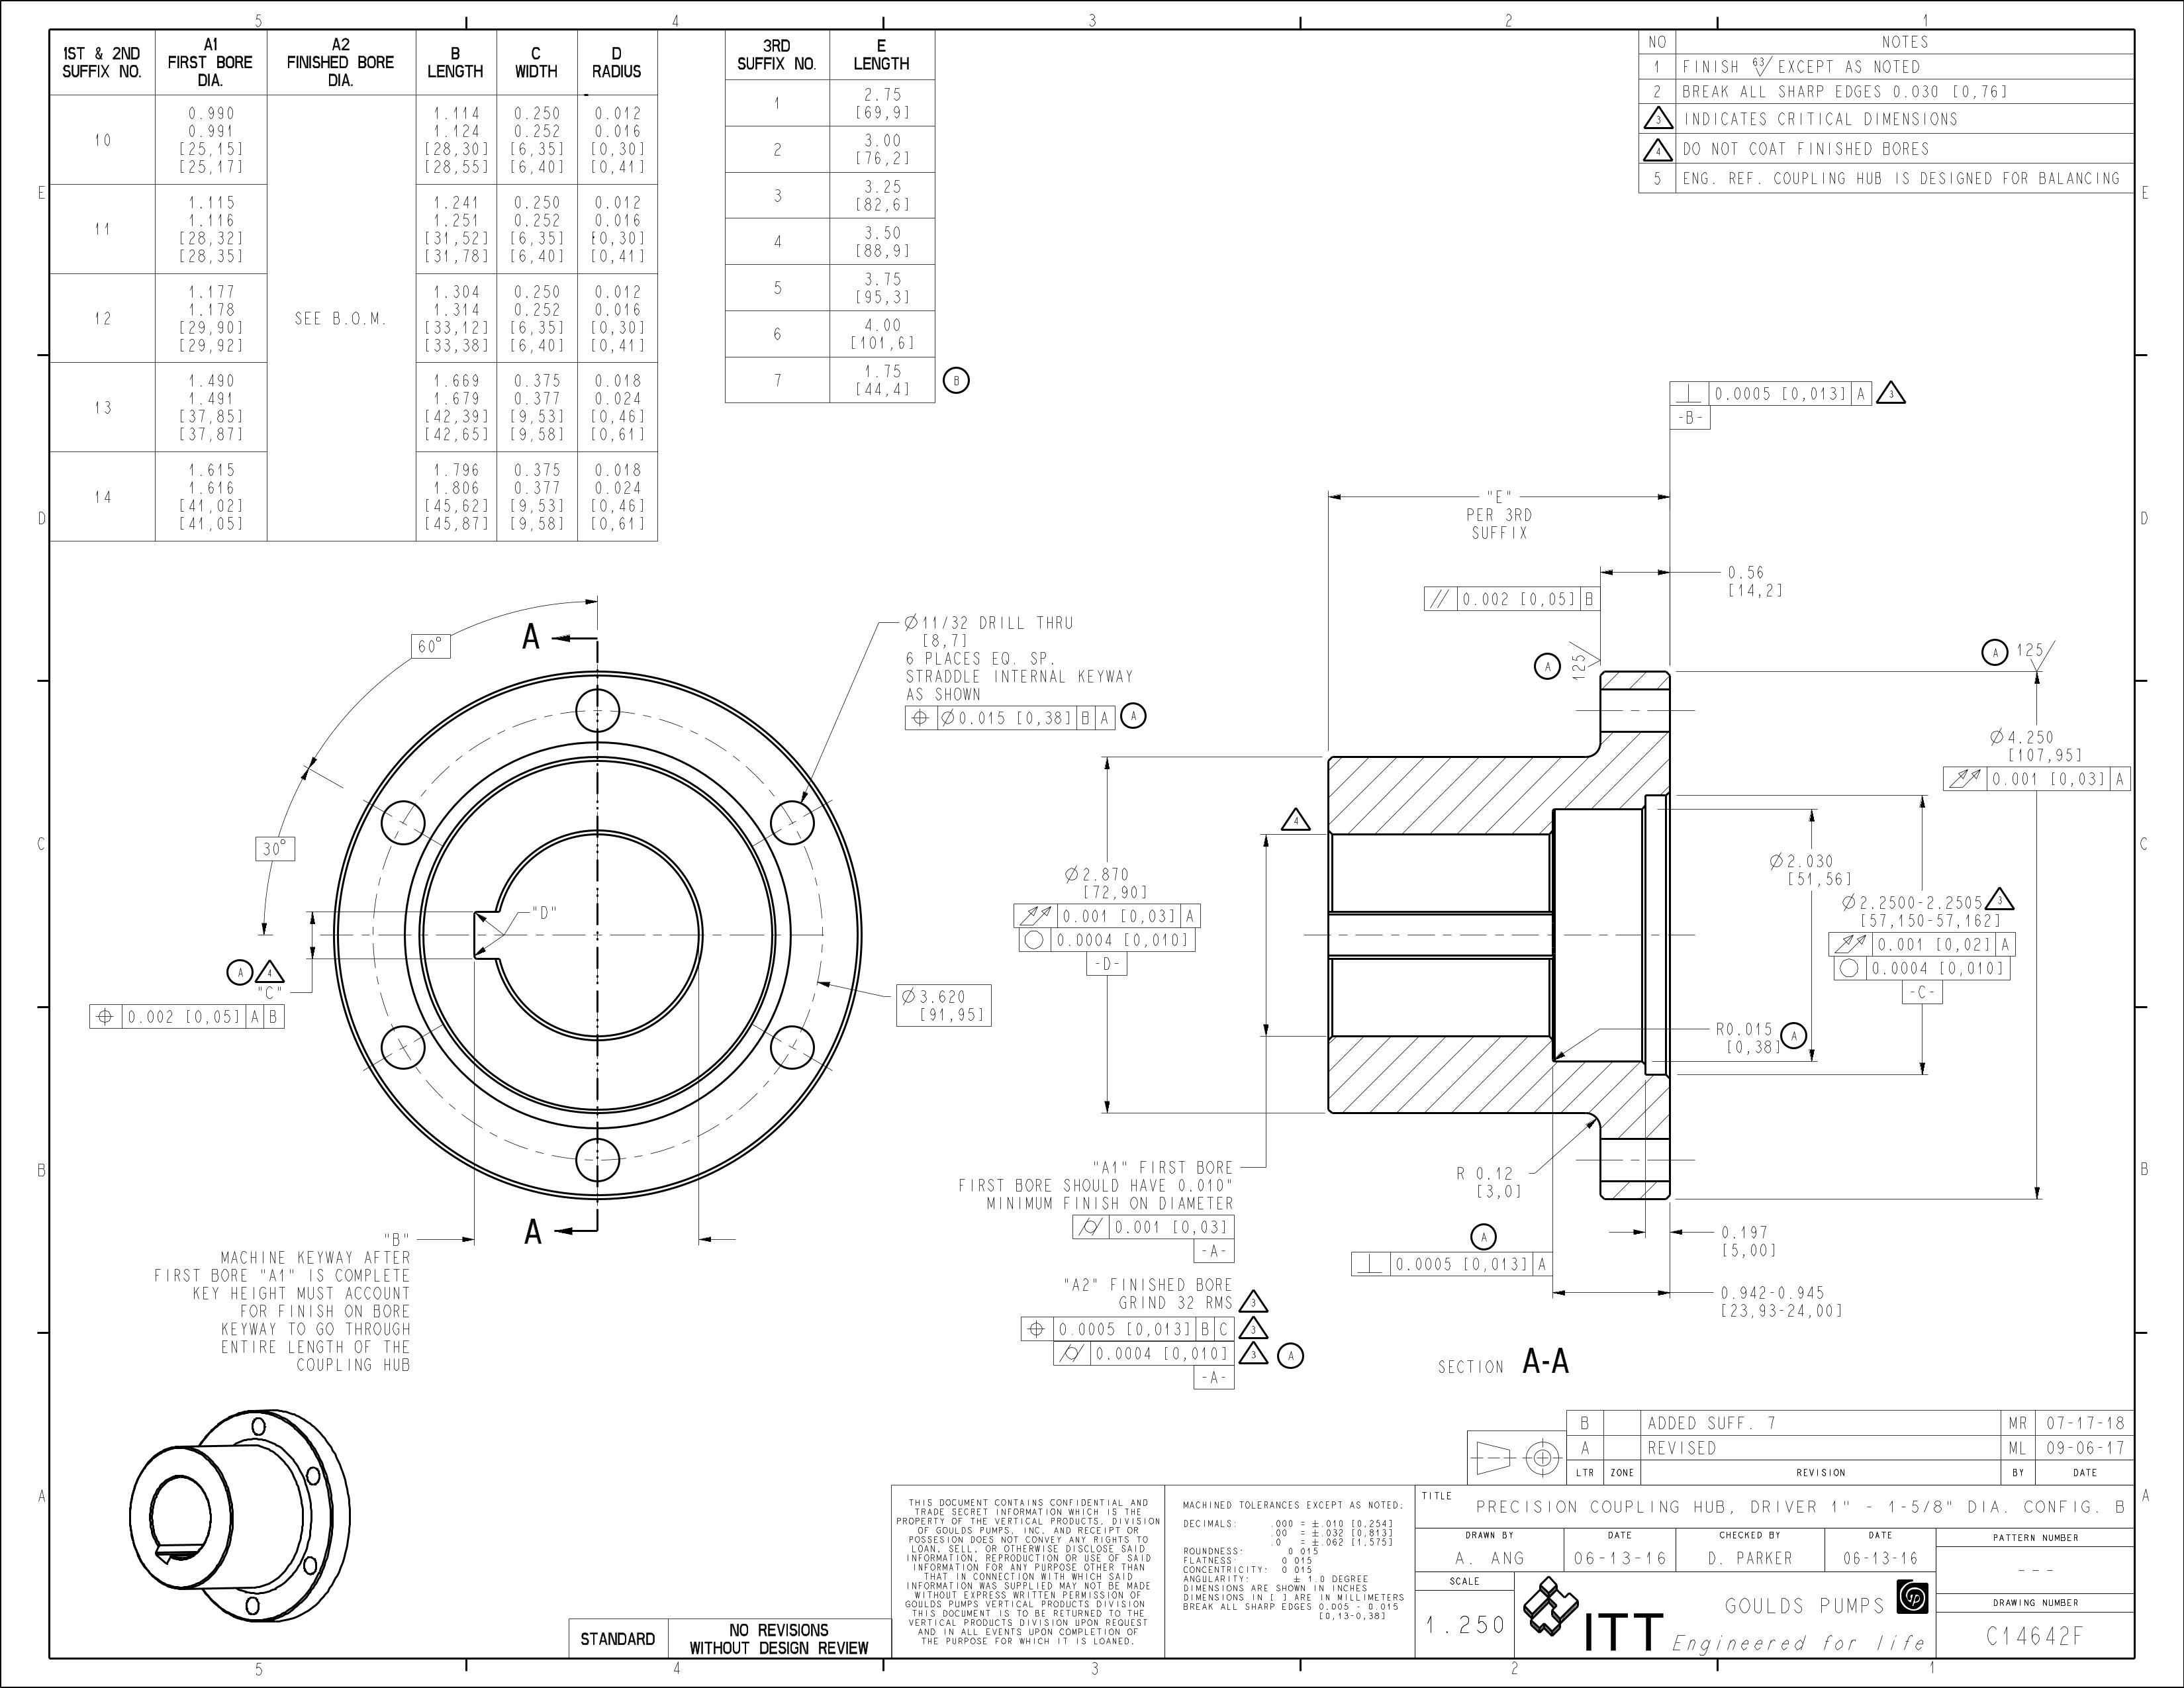 5 4 3 2 1
1ST & 2ND SUFFIX NO.
A1 FIRST BORE DIA.
A2 FINISHED BORE DIA.
B LENGTH
C WIDTH
D RADIUS
10
0.990
0.991
[25,15]
[25,17]
SEE B.O.M.
1.114
1.124
[28,30]
[28,55]
0.250
0.252
[6,35]
[6,40]
0.012
0.016
[0,30]
[0,41]
11
1.115
1.116
[28,32]
[28,35]
1.241
1.251
[31,52]
[31,78]
0.250
0.252
[6,35]
[6,40]
0.012
0.016
[0,30]
[0,41]
12
1.177
1.178
[29,90]
[29,92]
1.304
1.314
[33,12]
[33,38]
0.250
0.252
[6,35]
[6,40]
0.012
0.016
[0,30]
[0,41]
13
1.490
1.491
[37,85]
[37,87]
1.669
1.679
[42,39]
[42,65]
0.375
0.377
[9,53]
[9,58]
0.018
0.024
[0,46]
[0,61]
14
1.615
1.616
[41,02]
[41,05]
1.796
1.806
[45,62]
[45,87]
0.375
0.377
[9,53]
[9,58]
0.018
0.024
[0,46]
[0,61]
3RD SUFFIX NO.
E LENGTH
1
2.75
[69,9]
2
3.00
[76,2]
3
3.25
[82,6]
4
3.50
[88,9]
5
3.75
[95,3]
6
4.00
[101,6]
7
1.75
[44,4]
B
NO NOTES
1 FINISH 63 EXCEPT AS NOTED
2 BREAK ALL SHARP EDGES 0.030 [0,76]
3 INDICATES CRITICAL DIMENSIONS
4 DO NOT COAT FINISHED BORES
5 ENG. REF. COUPLING HUB IS DESIGNED FOR BALANCING
E
D
C
B
A
E
D
C
B
A
60°
30°
A
A
Ø11/32 DRILL THRU
[8,7]
6 PLACES EQ. SP.
STRADDLE INTERNAL KEYWAY
AS SHOWN
⌖ Ø0.015 [0,38] B A
A
"D"
A
4
"C"
⌖ 0.002 [0,05] A B
Ø3.620
[91,95]
"B"
MACHINE KEYWAY AFTER
FIRST BORE "A1" IS COMPLETE
KEY HEIGHT MUST ACCOUNT
FOR FINISH ON BORE
KEYWAY TO GO THROUGH
ENTIRE LENGTH OF THE
COUPLING HUB
⊥ 0.0005 [0,013] A
3
-B-
"E"
PER 3RD
SUFFIX
0.56
[14,2]
// 0.002 [0,05] B
A
125
A
125
Ø4.250
[107,95]
0.001 [0,03] A
4
Ø2.870
[72,90]
0.001 [0,03] A
○ 0.0004 [0,010]
-D-
Ø2.030
[51,56]
Ø2.2500-2.2505
3
[57,150-57,162]
0.001 [0,02] A
○ 0.0004 [0,010]
-C-
R0.015
[0,38]
A
R 0.12
[3,0]
0.197
[5,00]
A
⊥ 0.0005 [0,013] A
0.942-0.945
[23,93-24,00]
"A1" FIRST BORE
FIRST BORE SHOULD HAVE 0.010"
MINIMUM FINISH ON DIAMETER
⌭ 0.001 [0,03]
-A-
"A2" FINISHED BORE
GRIND 32 RMS
3
⌖ 0.0005 [0,013] B C
3
⌭ 0.0004 [0,010]
3
A
-A-
SECTION A-A
B ADDED SUFF. 7 MR 07-17-18
A REVISED ML 09-06-17
LTR ZONE REVISION BY DATE
THIS DOCUMENT CONTAINS CONFIDENTIAL AND
TRADE SECRET INFORMATION WHICH IS THE
PROPERTY OF THE VERTICAL PRODUCTS, DIVISION
OF GOULDS PUMPS, INC. AND RECEIPT OR
POSSESION DOES NOT CONVEY ANY RIGHTS TO
LOAN, SELL, OR OTHERWISE DISCLOSE SAID
INFORMATION, REPRODUCTION OR USE OF SAID
INFORMATION FOR ANY PURPOSE OTHER THAN
THAT IN CONNECTION WITH WHICH SAID
INFORMATION WAS SUPPLIED MAY NOT BE MADE
WITHOUT EXPRESS WRITTEN PERMISSION OF
GOULDS PUMPS VERTICAL PRODUCTS DIVISION
THIS DOCUMENT IS TO BE RETURNED TO THE
VERTICAL PRODUCTS DIVISION UPON REQUEST
AND IN ALL EVENTS UPON COMPLETION OF
THE PURPOSE FOR WHICH IT IS LOANED.
MACHINED TOLERANCES EXCEPT AS NOTED:
DECIMALS: .000 = ±.010 [0,254]
.00 = ±.032 [0,813]
.0 = ±.062 [1,575]
ROUNDNESS: 0.015
FLATNESS: 0.015
CONCENTRICITY: 0.015
ANGULARITY: ± 1.0 DEGREE
DIMENSIONS ARE SHOWN IN INCHES
DIMENSIONS IN [ ] ARE IN MILLIMETERS
BREAK ALL SHARP EDGES 0.005 - 0.015
[0,13-0,38]
TITLE
PRECISION COUPLING HUB, DRIVER 1" - 1-5/8" DIA. CONFIG. B
DRAWN BY DATE CHECKED BY DATE PATTERN NUMBER
A. ANG 06-13-16 D. PARKER 06-13-16 ---
SCALE
1.250
ITT
GOULDS PUMPS gp
Engineered for life
DRAWING NUMBER
C14642F
STANDARD
NO REVISIONS
WITHOUT DESIGN REVIEW
5 4 3 2 1